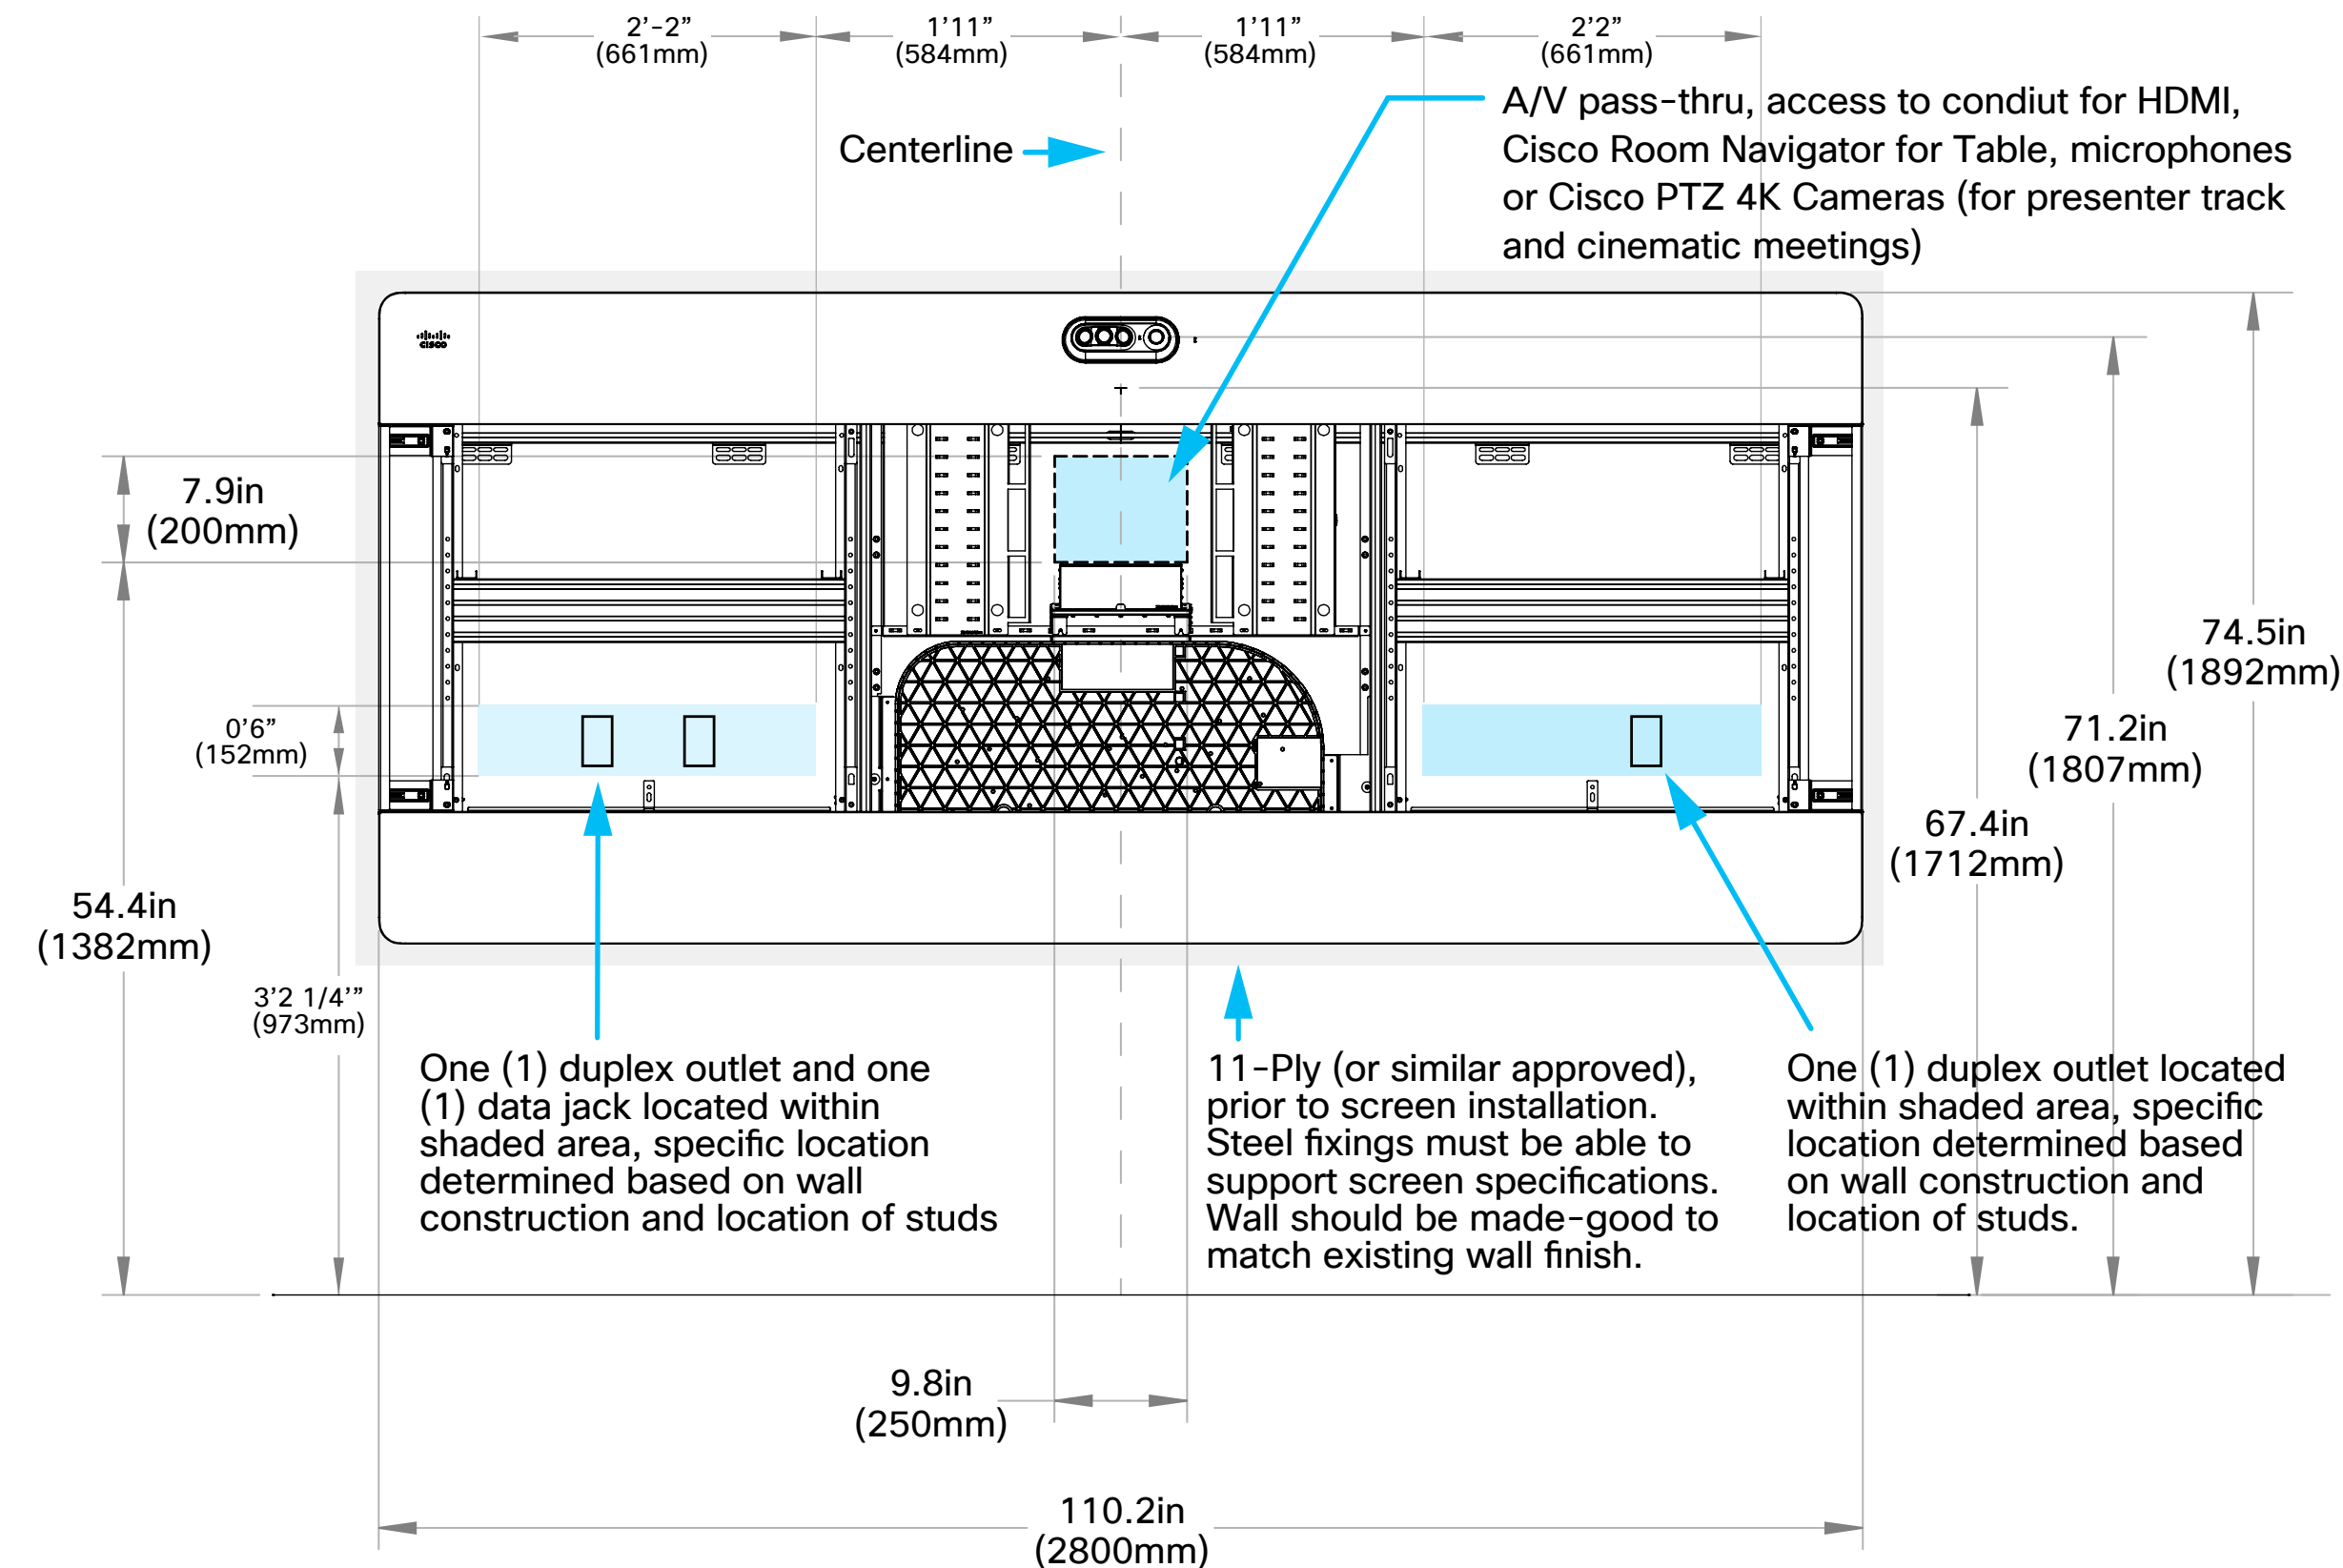 2’-2”
(661mm)
1’11”
(584mm)
1’11”
(584mm)
2’2”
(661mm)
A/V pass-thru, access to condiut for HDMI,
Cisco Room Navigator for Table, microphones
or Cisco PTZ 4K Cameras (for presenter track
and cinematic meetings)
Centerline
CISCO
7.9in
(200mm)
74.5in
(1892mm)
0’6”
(152mm)
71.2in
(1807mm)
67.4in
(1712mm)
54.4in
(1382mm)
3’2 1/4’”
(973mm)
One (1) duplex outlet and one
(1) data jack located within
shaded area, specific location
determined based on wall
construction and location of studs
11-Ply (or similar approved),
prior to screen installation.
Steel fixings must be able to
support screen specifications.
Wall should be made-good to
match existing wall finish.
One (1) duplex outlet located
within shaded area, specific
location determined based
on wall construction and
location of studs.
9.8in
(250mm)
110.2in
(2800mm)